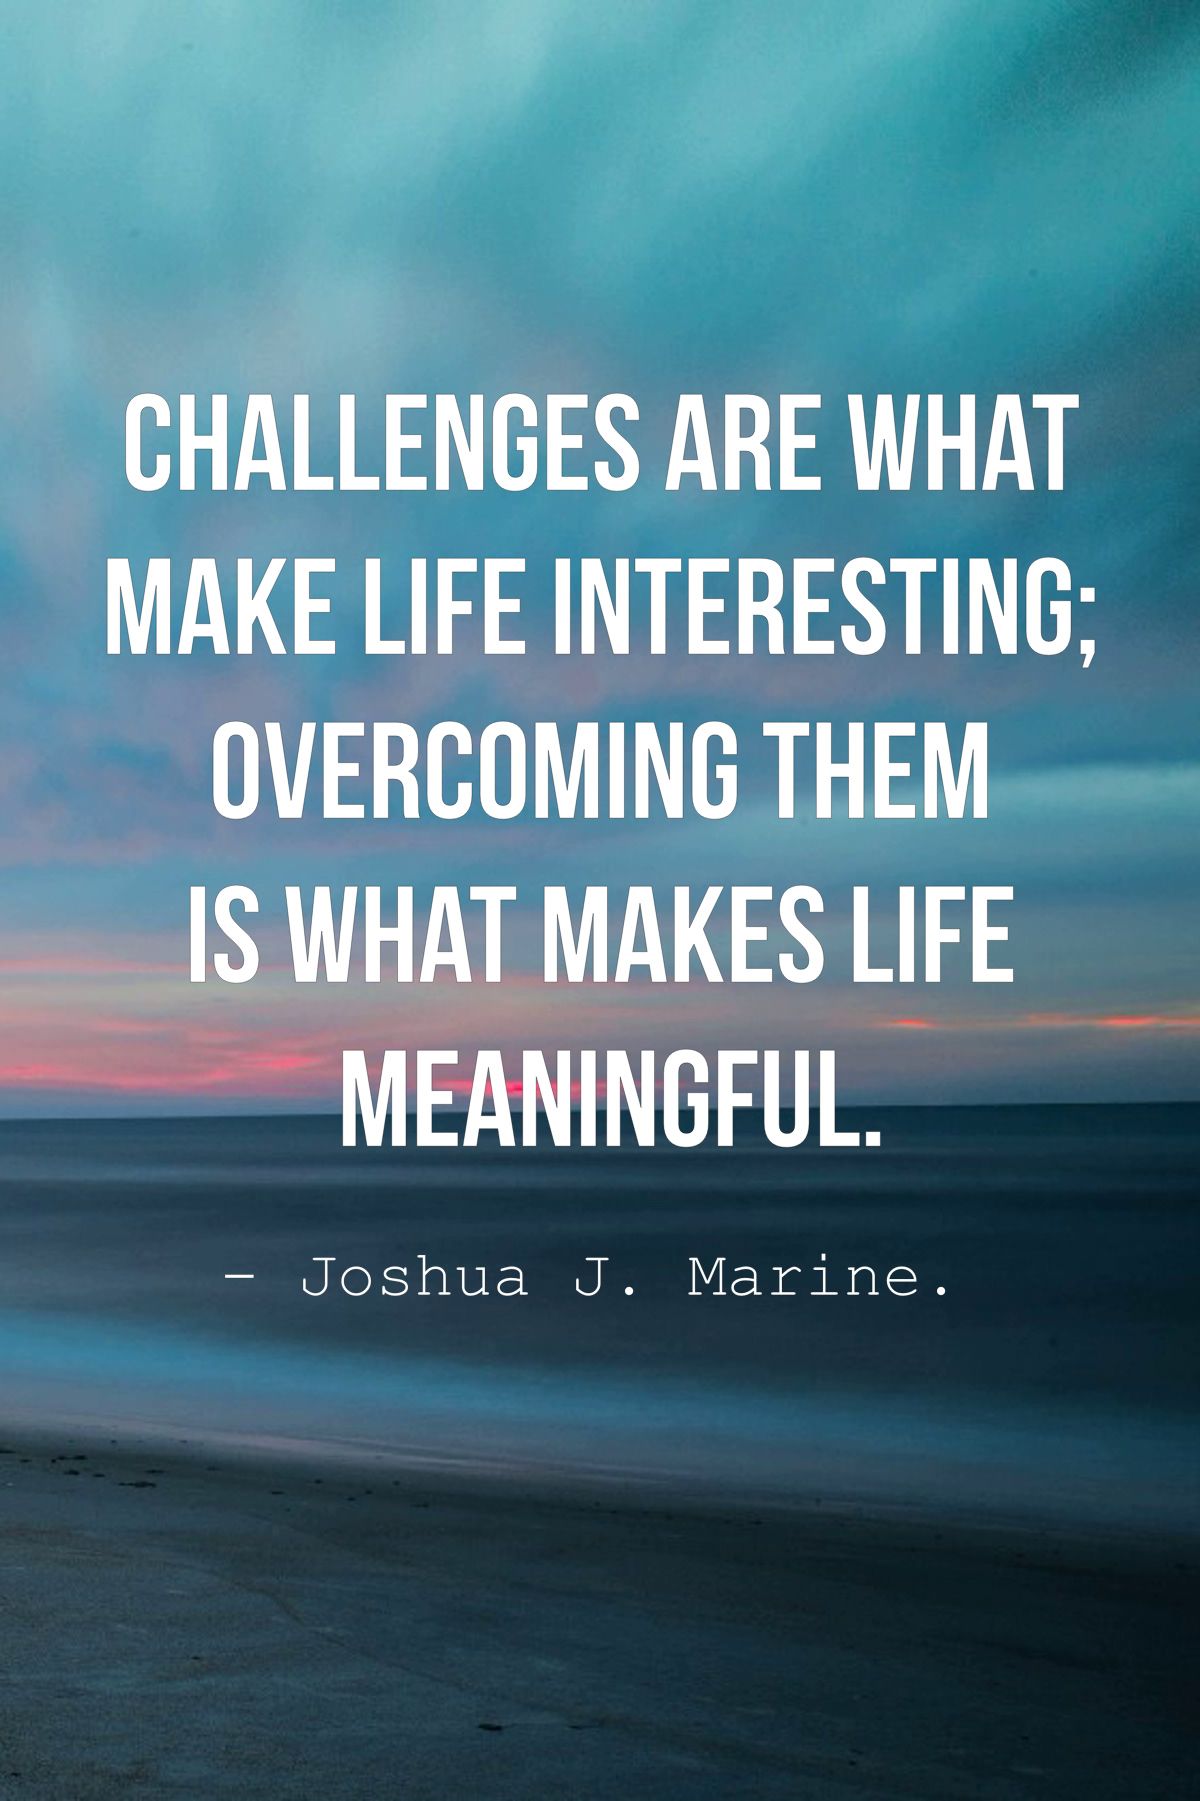 CHALLENGES ARE WHAT
MAKE LIFE INTERESTING;
OVERCOMING THEM
IS WHAT MAKES LIFE
MEANINGFUL.
- Joshua J. Marine.